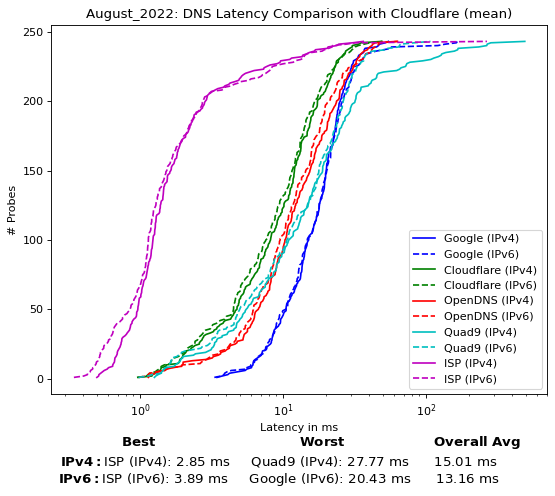 August_2022: DNS Latency Comparison with Cloudflare (mean)
250
200
150
100
50
0
# Probes
10⁰
10¹
10²
Latency in ms
Google (IPv4)
Google (IPv6)
Cloudflare (IPv4)
Cloudflare (IPv6)
OpenDNS (IPv4)
OpenDNS (IPv6)
Quad9 (IPv4)
Quad9 (IPv6)
ISP (IPv4)
ISP (IPv6)
Best Worst Overall Avg
IPv4: ISP (IPv4): 2.85 ms Quad9 (IPv4): 27.77 ms 15.01 ms
IPv6: ISP (IPv6): 3.89 ms Google (IPv6): 20.43 ms 13.16 ms